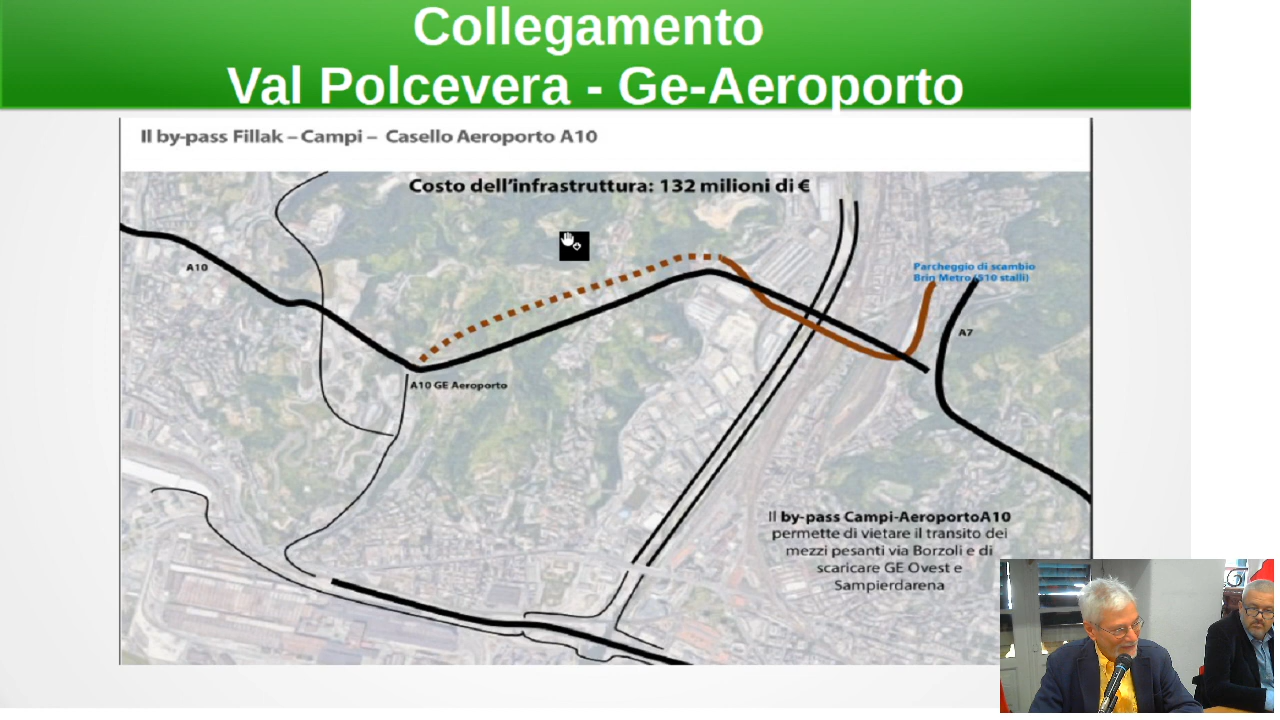 Collegamento
Val Polcevera - Ge-Aeroporto
Il by-pass Fillak – Campi – Casello Aeroporto A10
Costo dell'infrastruttura: 132 milioni di €
A10
Parcheggio di scambio
Brin Metro (510 stalli)
A7
A10 GE Aeroporto
Il by-pass Campi-AeroportoA10
permette di vietare il transito dei
mezzi pesanti via Borzoli e di
scaricare GE Ovest e
Sampierdarena